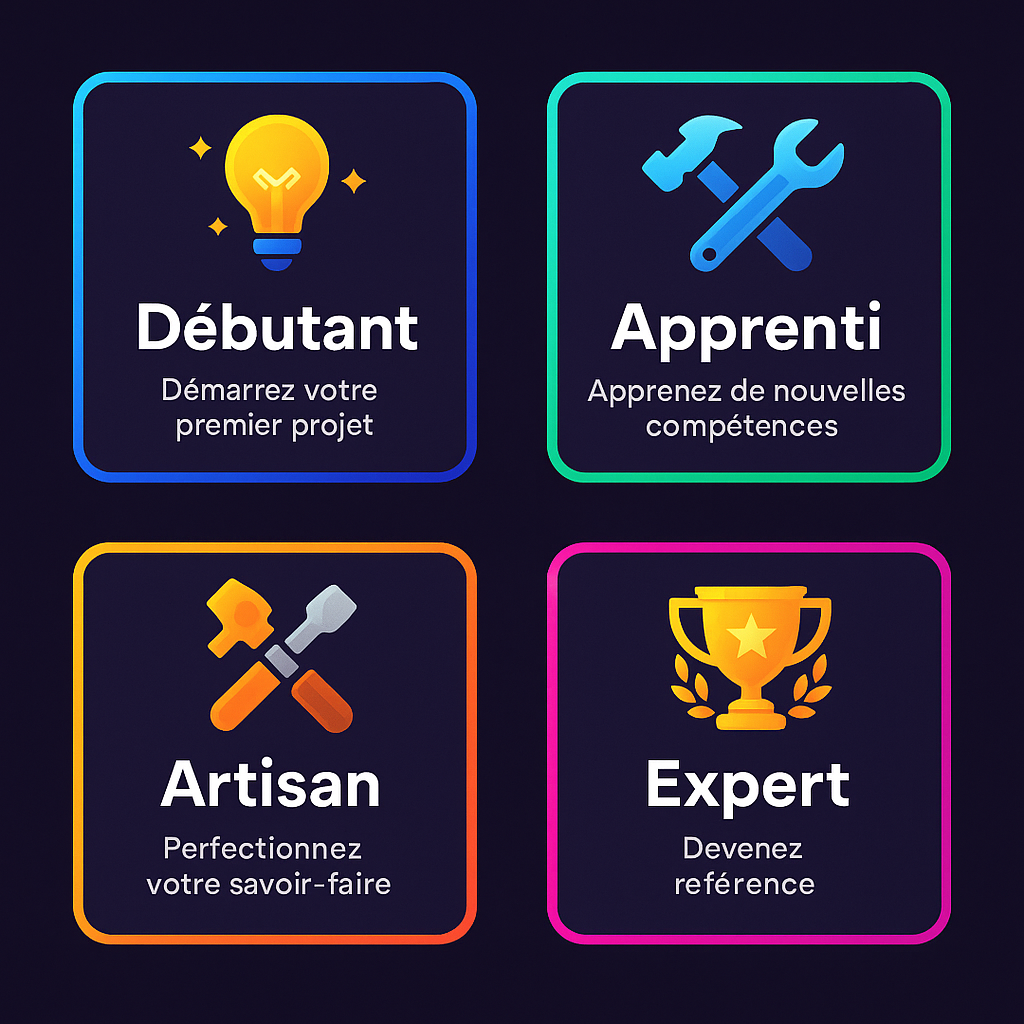 Débutant
Démarrez votre
premier projet
Apprenti
Apprenez de nouvelles
compétences
Artisan
Perfectionnez
votre savoir-faire
Expert
Devenez
reférence